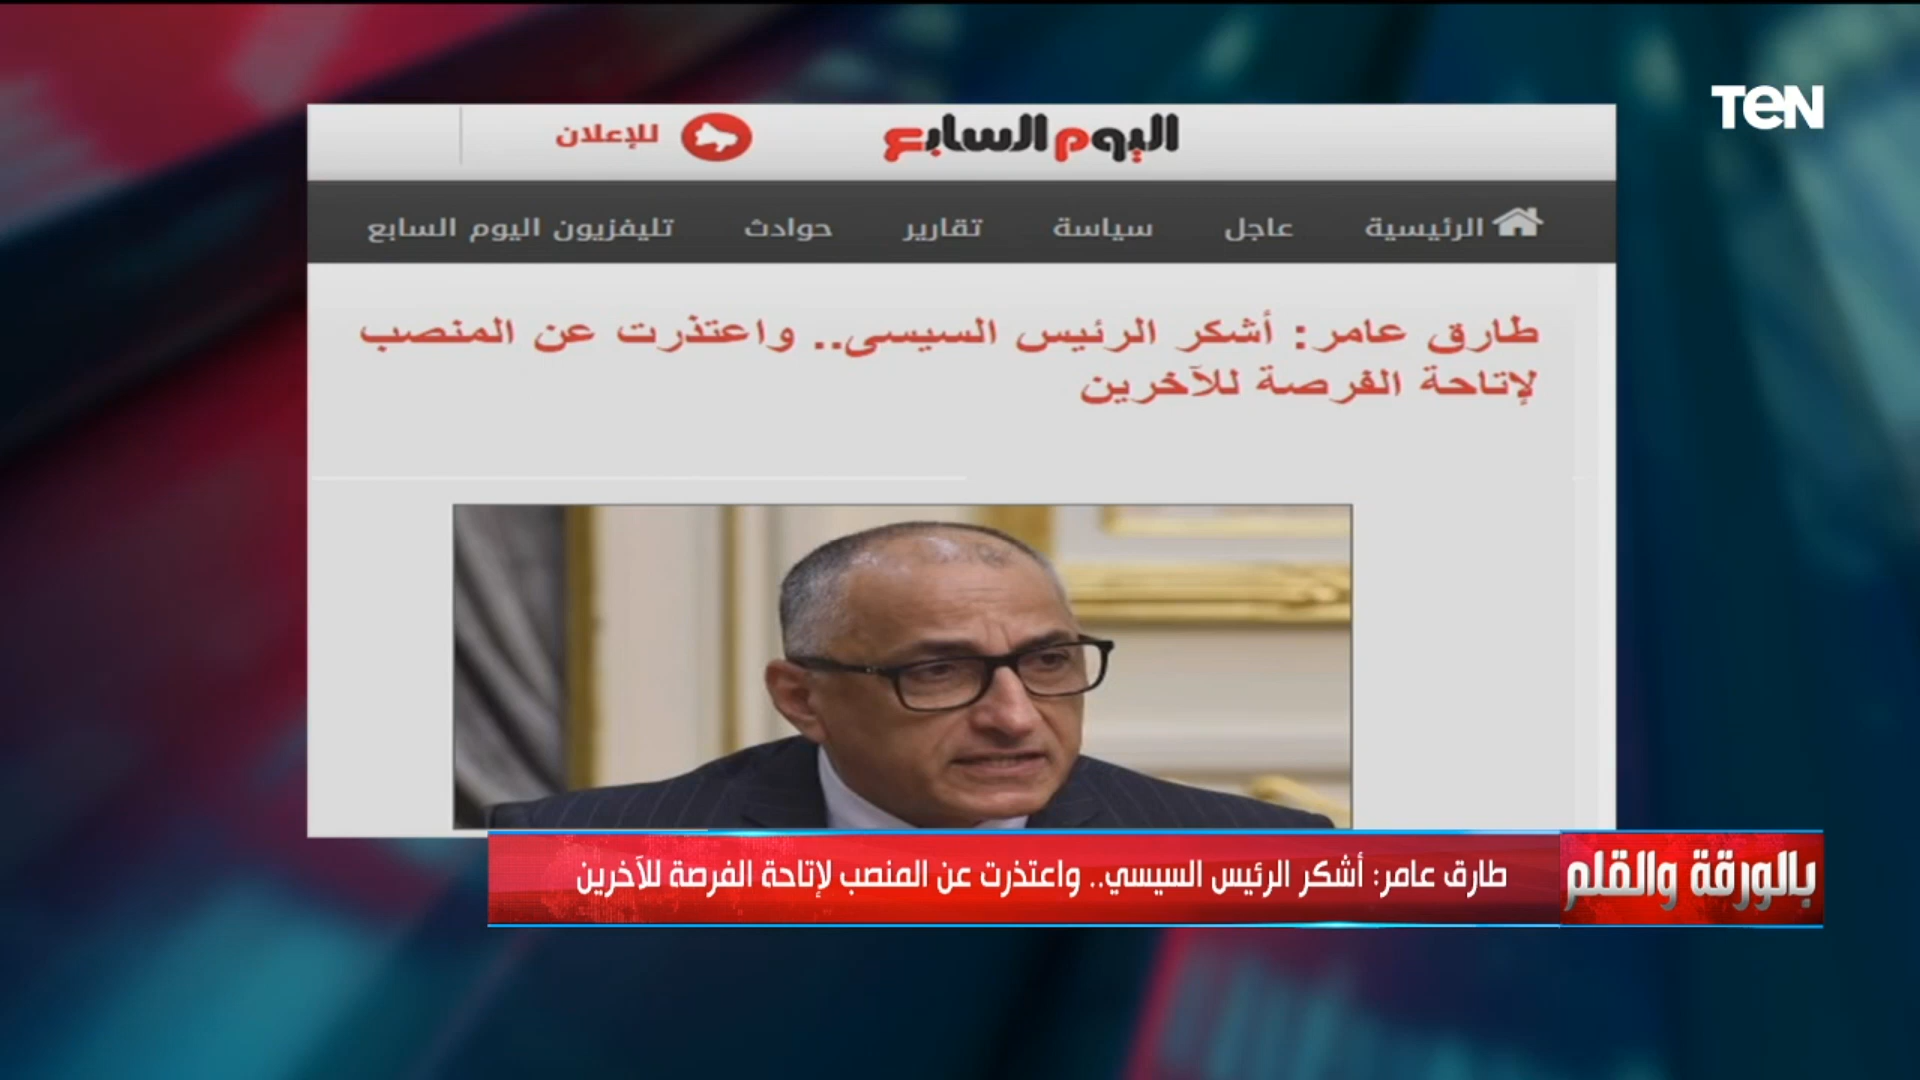 TEN
اليوم السابع
للإعلان
الرئيسية عاجل سياسة تقارير حوادث تليفزيون اليوم السابع
طارق عامر: أشكر الرئيس السيسى.. واعتذرت عن المنصب
لإتاحة الفرصة للآخرين
بالورقة والقلم
طارق عامر: أشكر الرئيس السيسي.. واعتذرت عن المنصب لإتاحة الفرصة للآخرين